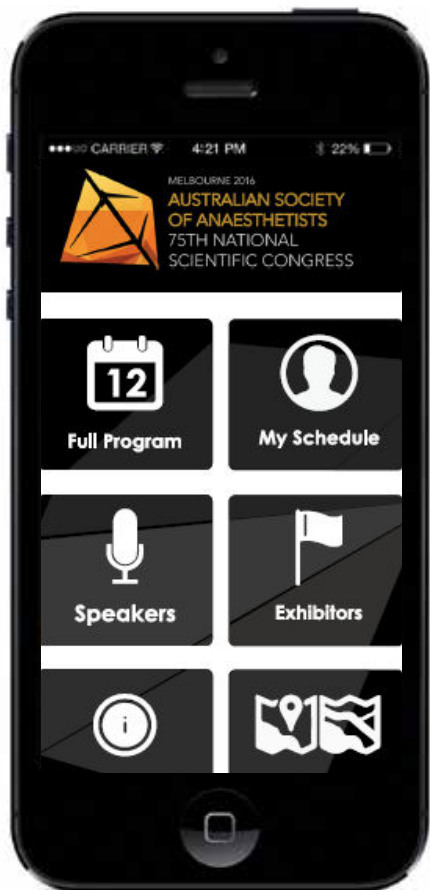 CARRIER 4:21 PM 22%
MELBOURNE 2016
AUSTRALIAN SOCIETY
OF ANAESTHETISTS
75TH NATIONAL
SCIENTIFIC CONGRESS
12
Full Program
My Schedule
Speakers
Exhibitors
i